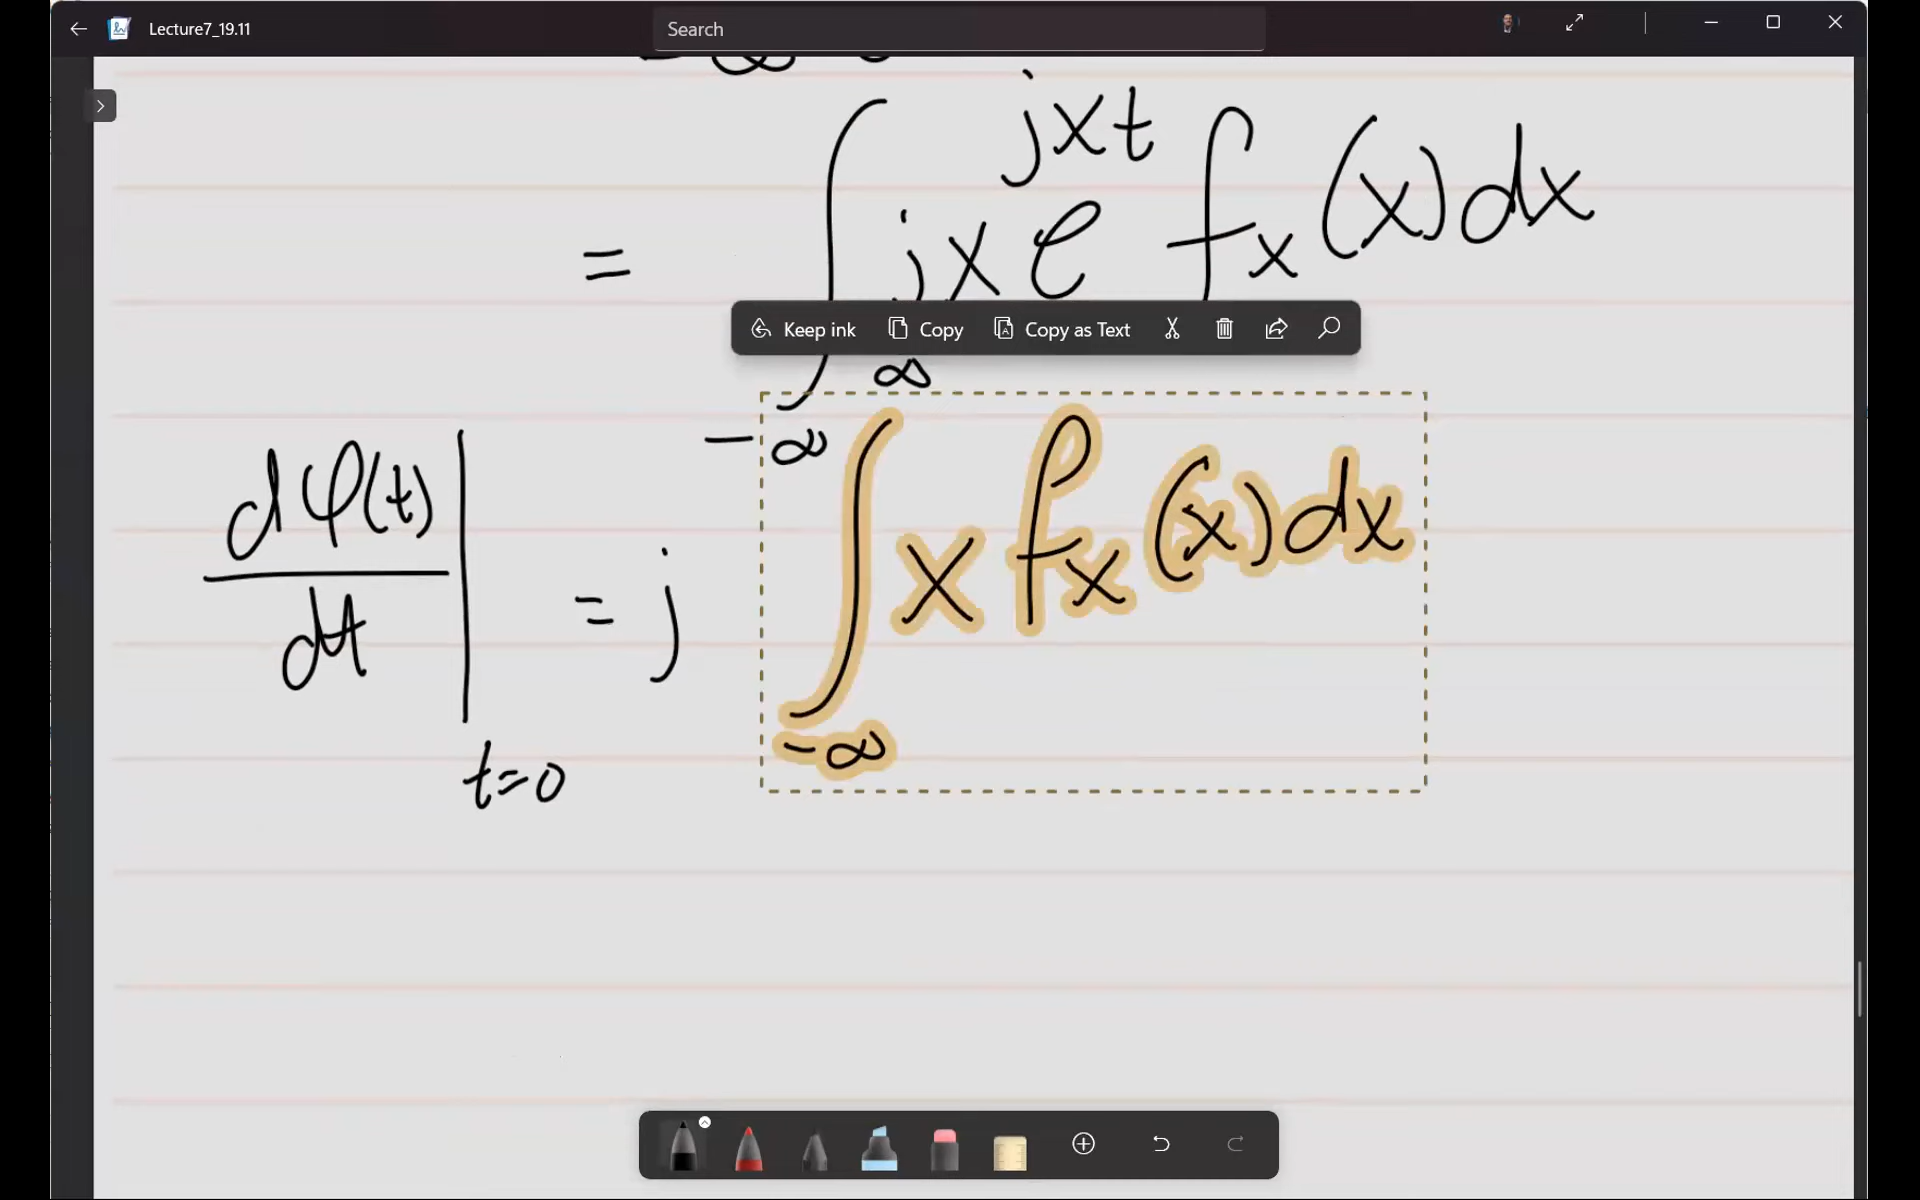 Lecture7_19.11
Search
= ∫ jx e^{jxt} f_x(x)dx
-∞
Keep ink Copy Copy as Text
dφ(t)/dt |_{t=0} = j ∫_{-∞}^{∞} x f_x(x)dx